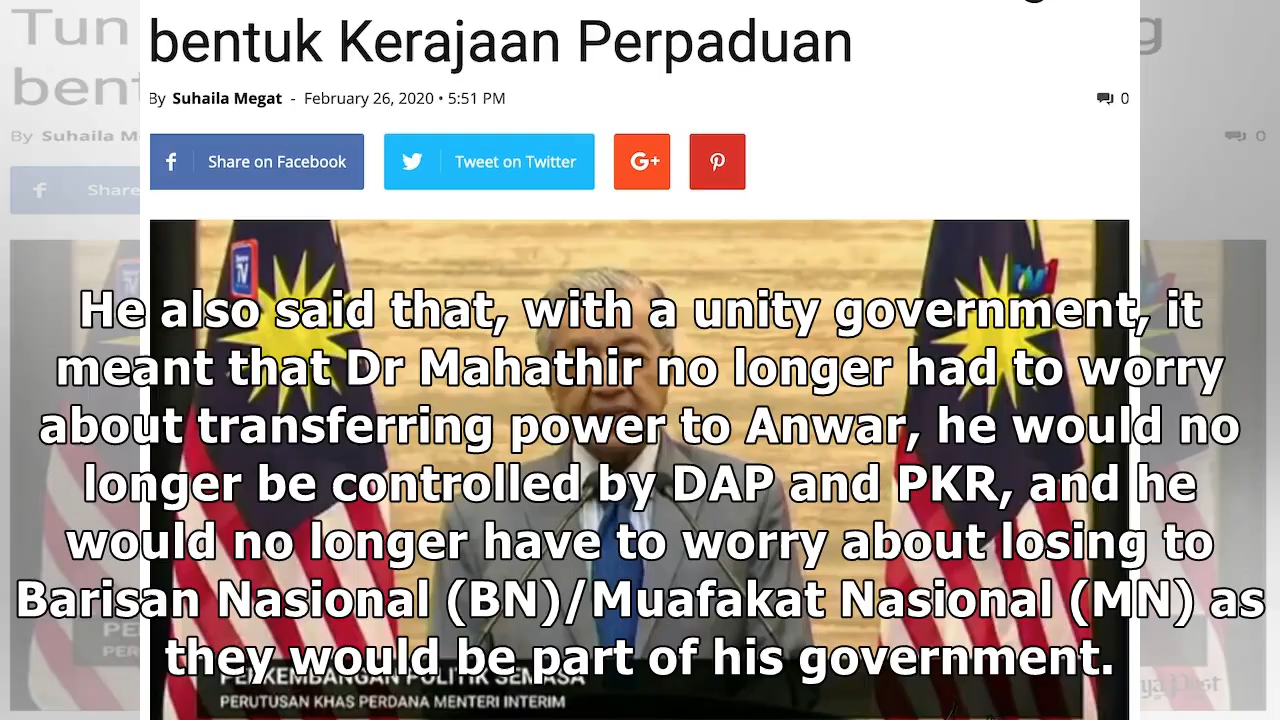 Tun
bentuk Kerajaan Perpaduan
By Suhaila Megat - February 26, 2020 • 5:51 PM
0
Share on Facebook
Tweet on Twitter
G+
TV
tv1
He also said that, with a unity government, it
meant that Dr Mahathir no longer had to worry
about transferring power to Anwar, he would no
longer be controlled by DAP and PKR, and he
would no longer have to worry about losing to
Barisan Nasional (BN)/Muafakat Nasional (MN) as
they would be part of his government.
PERKEMBANGAN POLITIK SEMASA
PERUTUSAN KHAS PERDANA MENTERI INTERIM